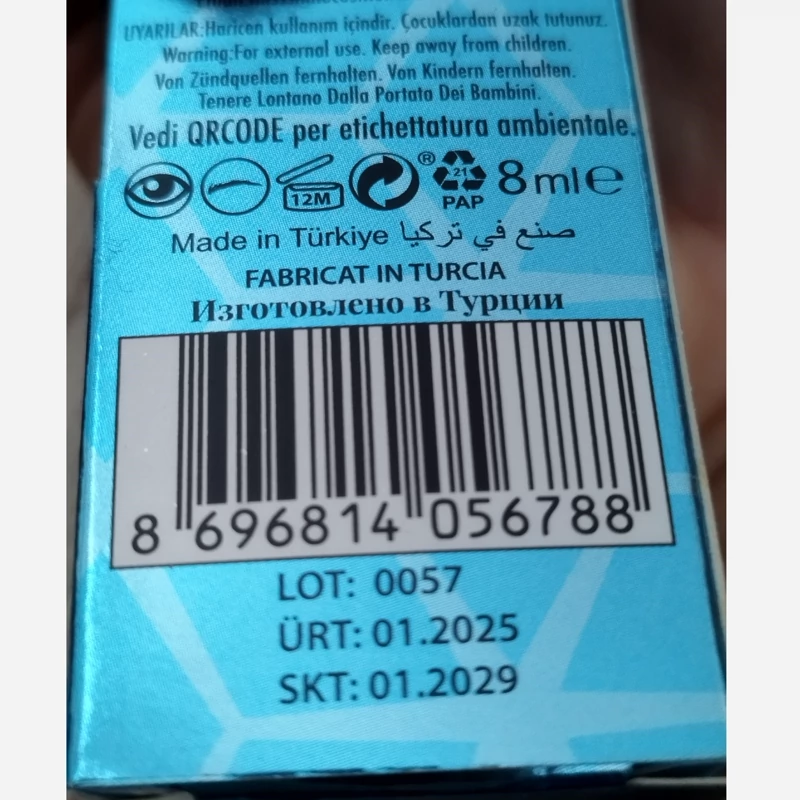 UYARILAR:Haricen kullanım içindir. Çocuklardan uzak tutunuz.
Warning:For external use. Keep away from children.
Von Zündquellen fernhalten. Von Kindern fernhalten.
Tenere Lontano Dalla Portata Dei Bambini.
Vedi QRCODE per etichettatura ambientale.
12M ® 21 PAP 8 ml e
Made in Türkiye صنع في تركيا
FABRICAT IN TURCIA
Изготовлено в Турции
8 696814 056788
LOT: 0057
ÜRT: 01.2025
SKT: 01.2029